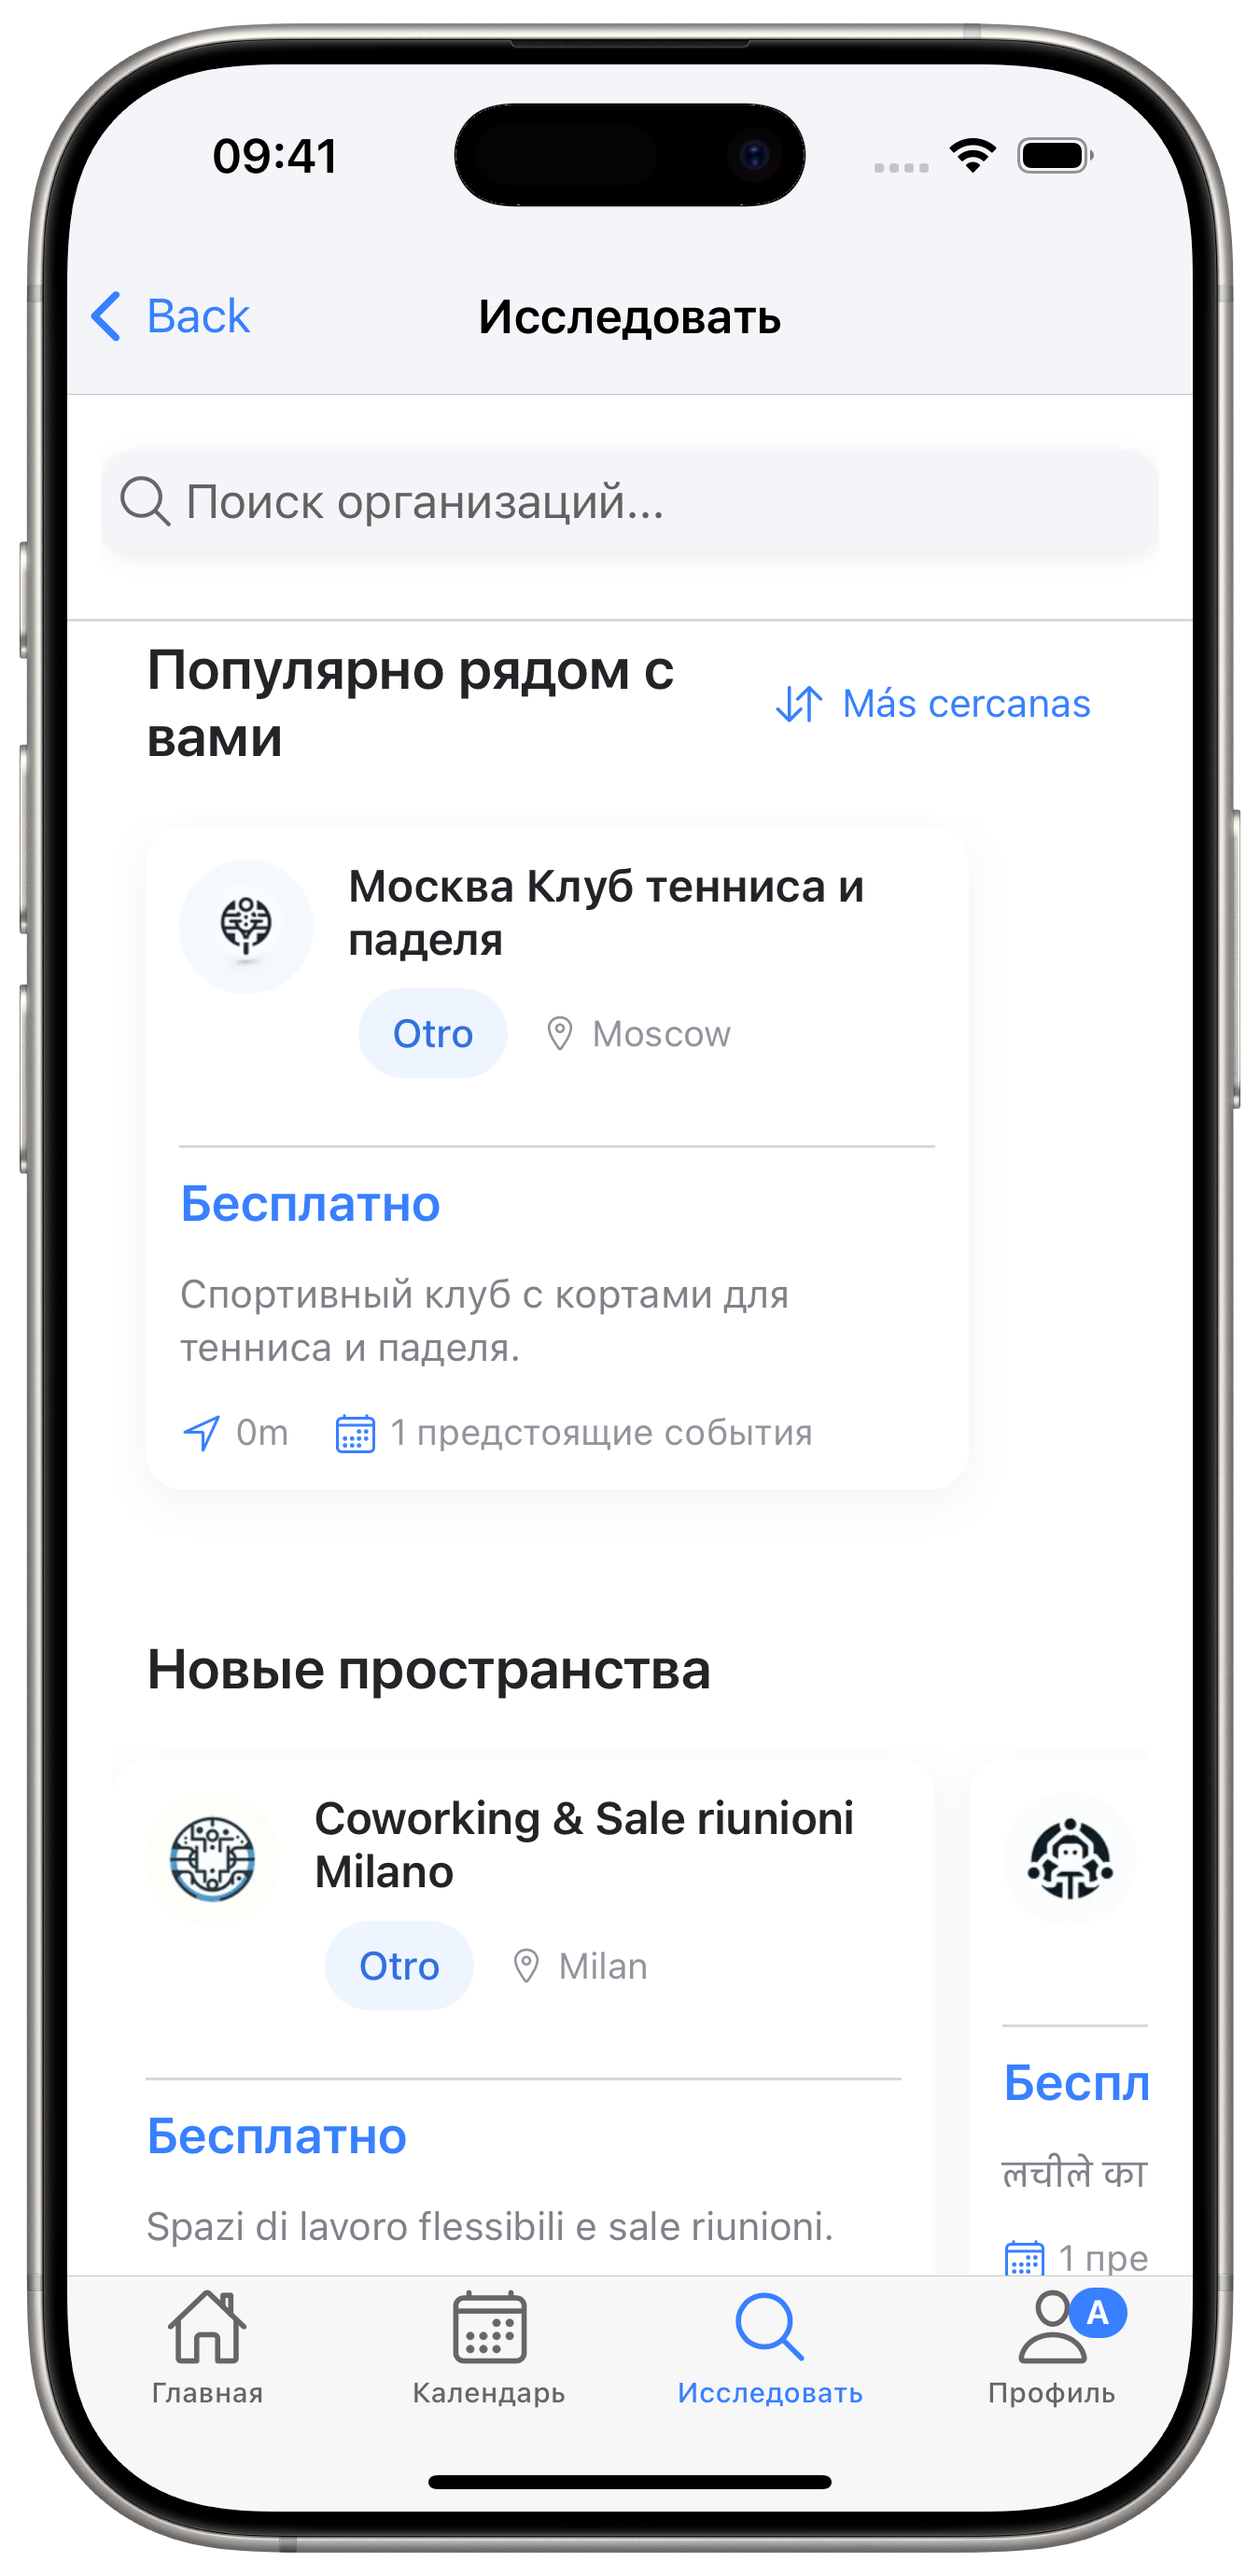 09:41
Back
Исследовать
Поиск организаций...
Популярно рядом с
вами
Más cercanas
Москва Клуб тенниса и
паделя
Otro
Moscow
Бесплатно
Спортивный клуб с кортами для
тенниса и паделя.
0m
1 предстоящие события
Новые пространства
Coworking & Sale riunioni
Milano
Otro
Milan
Бесплатно
Spazi di lavoro flessibili e sale riunioni.
Беспл
लचीले का
1 пре
A
Главная
Календарь
Исследовать
Профиль